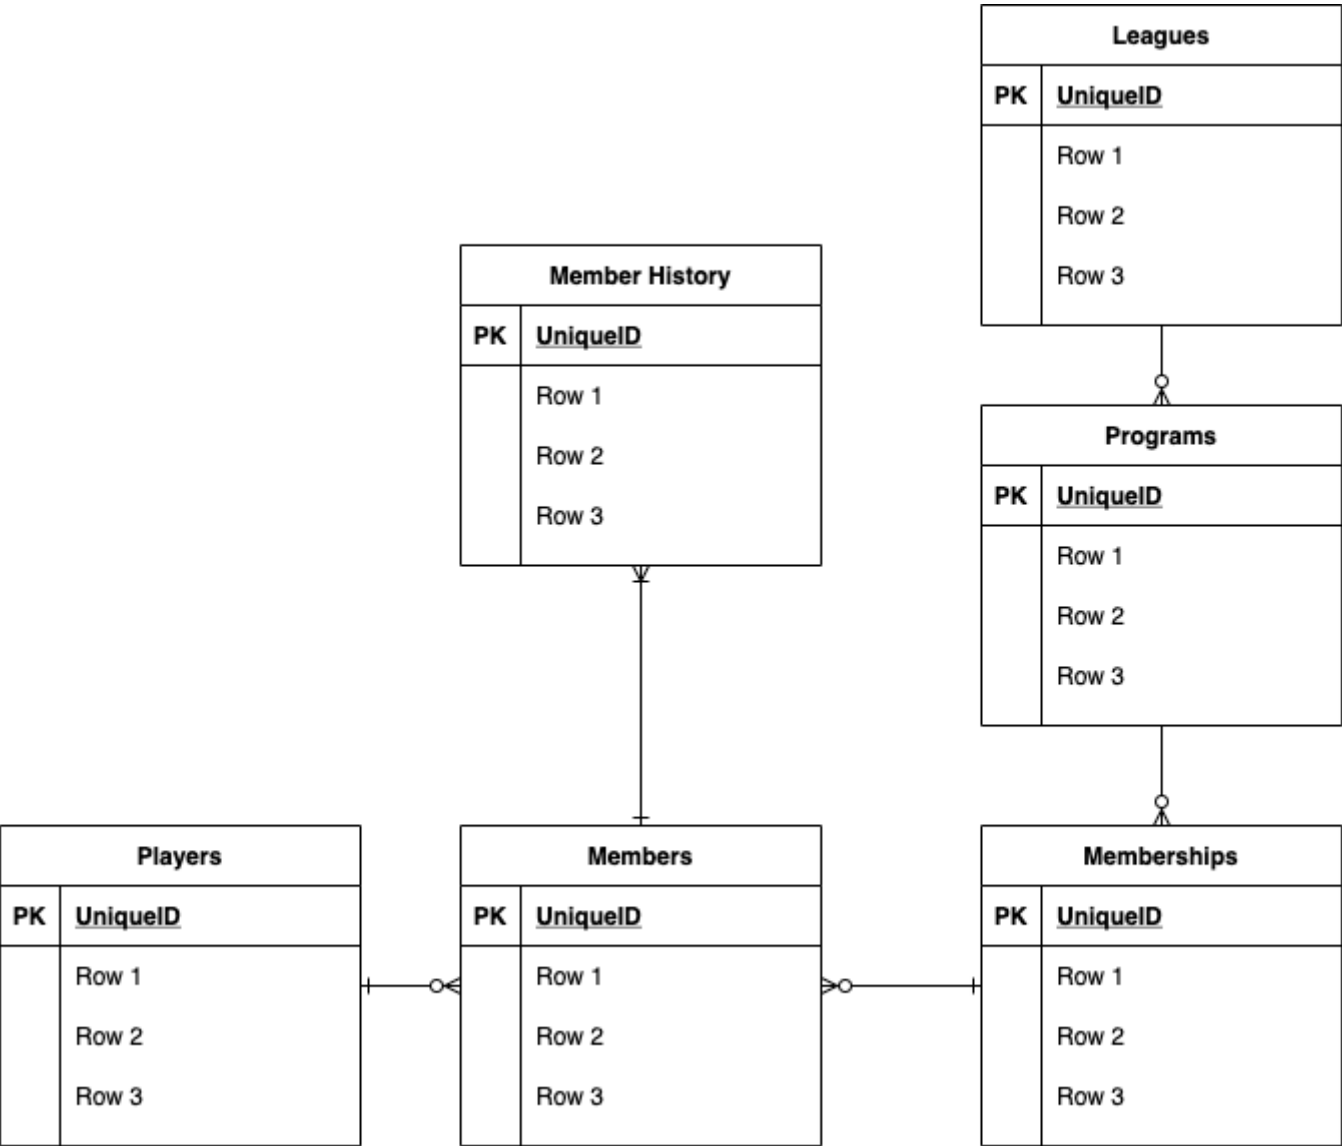 Leagues
PK UniqueID
Row 1
Row 2
Row 3
Member History
PK UniqueID
Row 1
Row 2
Row 3
Programs
PK UniqueID
Row 1
Row 2
Row 3
Players
PK UniqueID
Row 1
Row 2
Row 3
Members
PK UniqueID
Row 1
Row 2
Row 3
Memberships
PK UniqueID
Row 1
Row 2
Row 3